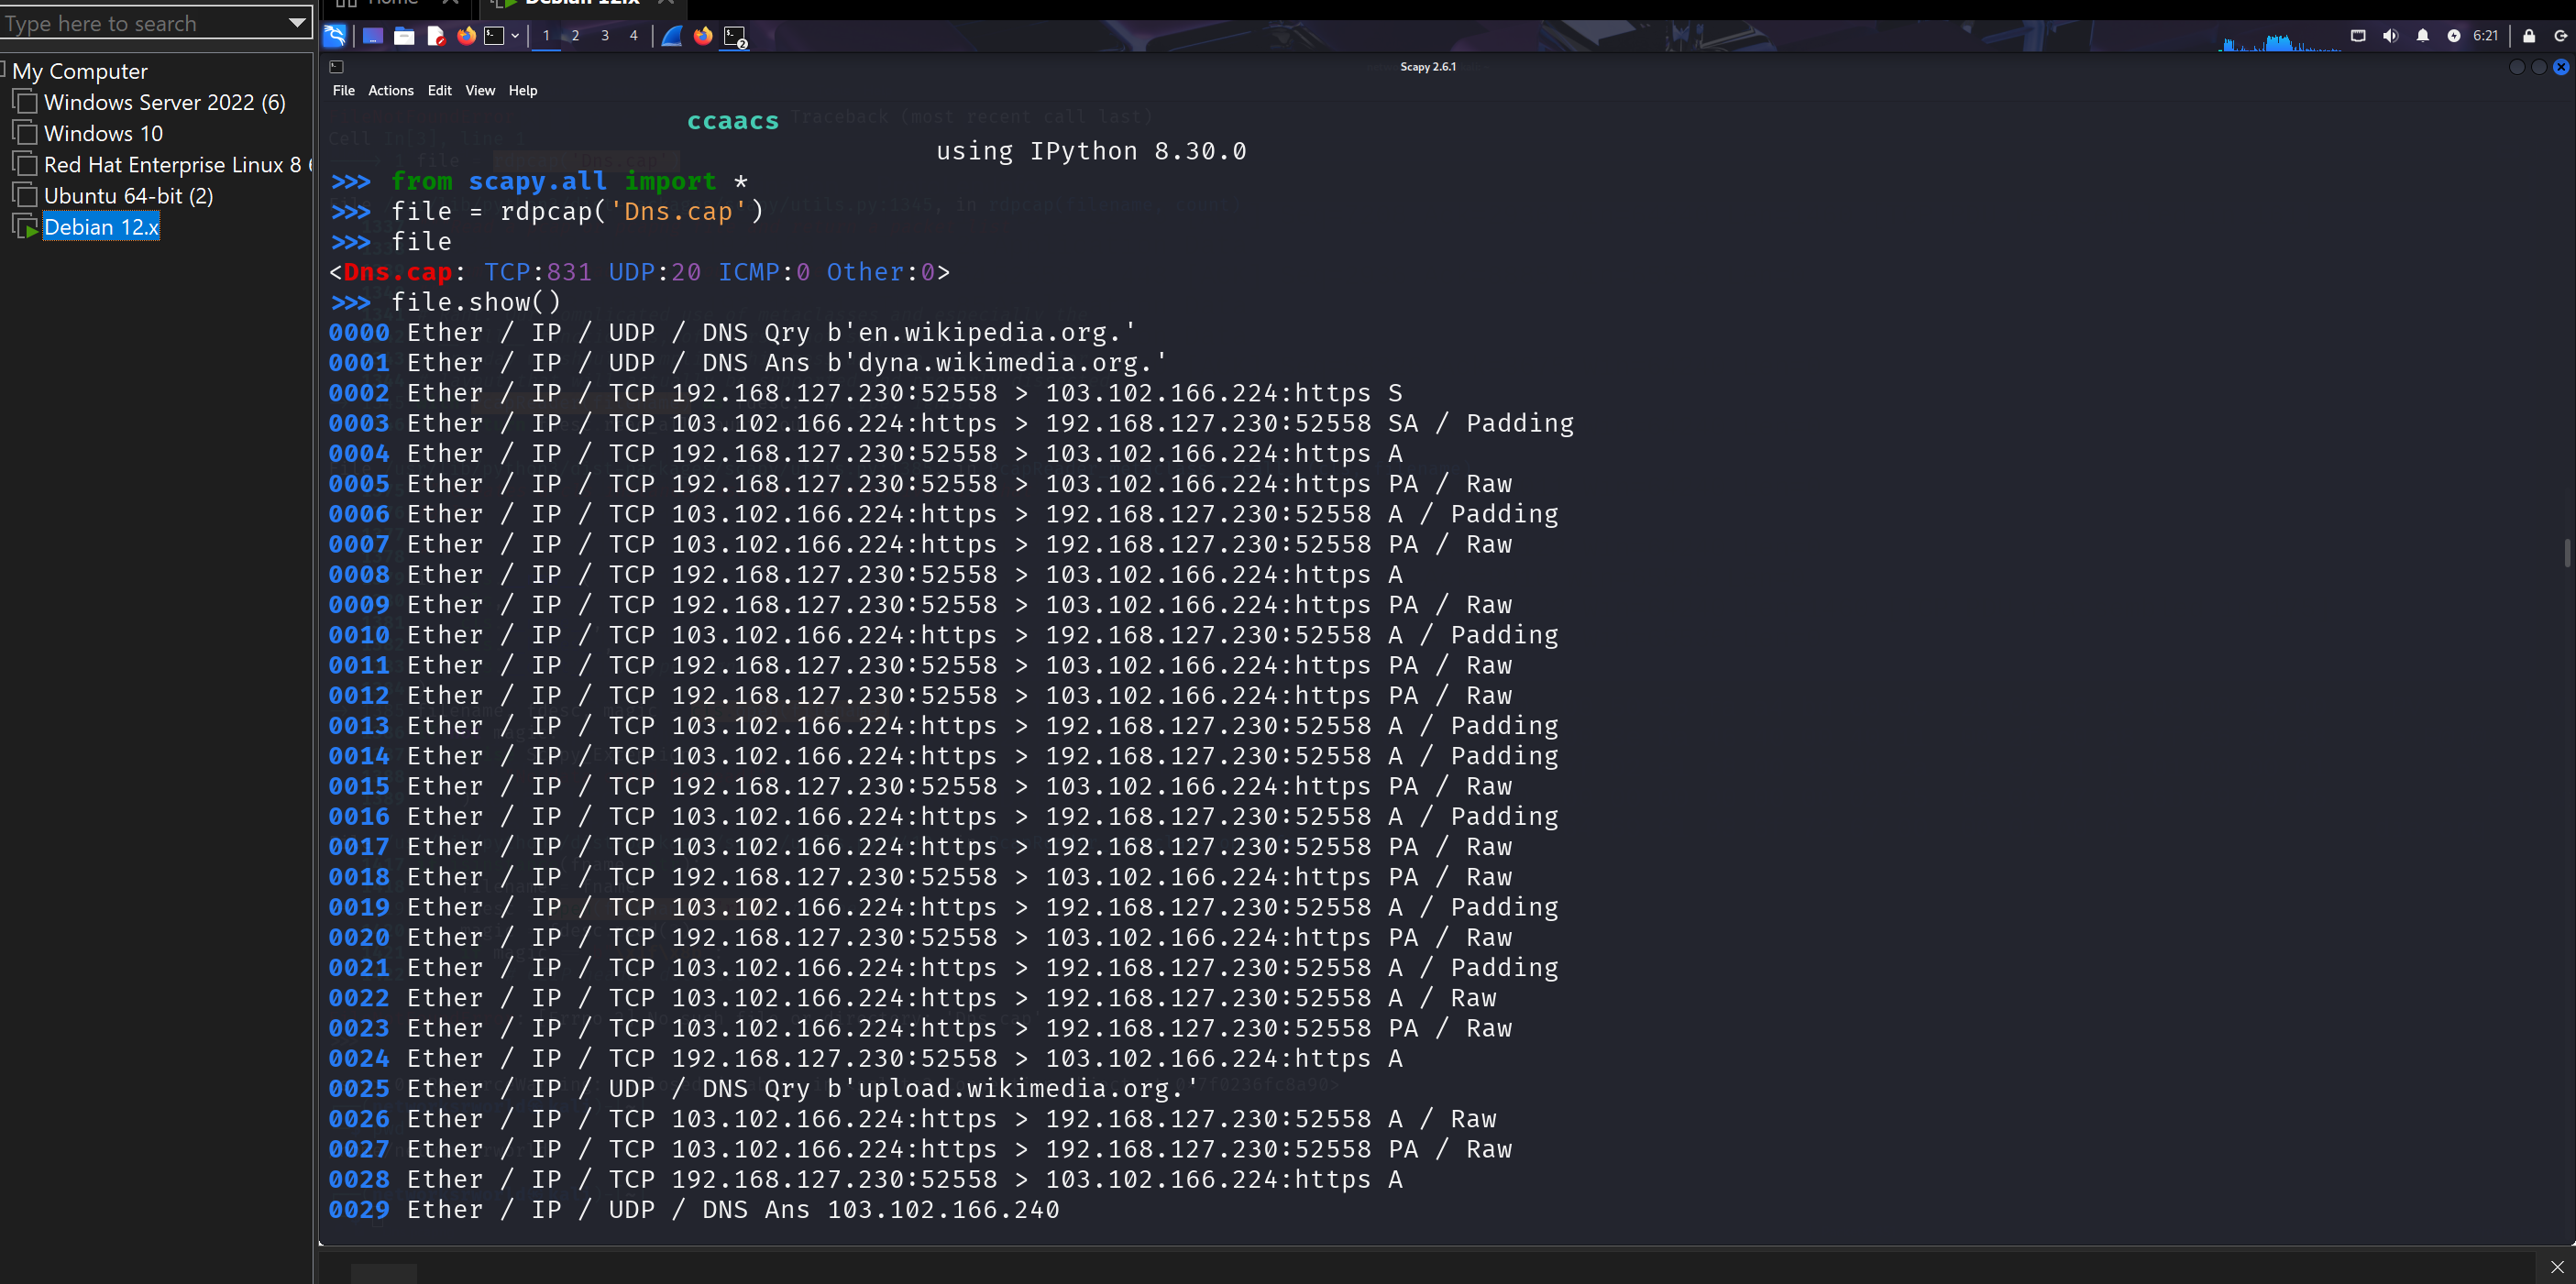 Home
Debian 12.x
Type here to search
1 2 3 4
6:21
My Computer
Windows Server 2022 (6)
Windows 10
Red Hat Enterprise Linux 8 6
Ubuntu 64-bit (2)
Debian 12.x
Scapy 2.6.1
File Actions Edit View Help
Traceback (most recent call last)
ccaacs
using IPython 8.30.0
>>> from scapy.all import *
>>> file = rdpcap('Dns.cap')
>>> file
<Dns.cap: TCP:831 UDP:20 ICMP:0 Other:0>
>>> file.show()
0000 Ether / IP / UDP / DNS Qry b'en.wikipedia.org.'
0001 Ether / IP / UDP / DNS Ans b'dyna.wikimedia.org.'
0002 Ether / IP / TCP 192.168.127.230:52558 > 103.102.166.224:https S
0003 Ether / IP / TCP 103.102.166.224:https > 192.168.127.230:52558 SA / Padding
0004 Ether / IP / TCP 192.168.127.230:52558 > 103.102.166.224:https A
0005 Ether / IP / TCP 192.168.127.230:52558 > 103.102.166.224:https PA / Raw
0006 Ether / IP / TCP 103.102.166.224:https > 192.168.127.230:52558 A / Padding
0007 Ether / IP / TCP 103.102.166.224:https > 192.168.127.230:52558 PA / Raw
0008 Ether / IP / TCP 192.168.127.230:52558 > 103.102.166.224:https A
0009 Ether / IP / TCP 192.168.127.230:52558 > 103.102.166.224:https PA / Raw
0010 Ether / IP / TCP 103.102.166.224:https > 192.168.127.230:52558 A / Padding
0011 Ether / IP / TCP 192.168.127.230:52558 > 103.102.166.224:https PA / Raw
0012 Ether / IP / TCP 192.168.127.230:52558 > 103.102.166.224:https PA / Raw
0013 Ether / IP / TCP 103.102.166.224:https > 192.168.127.230:52558 A / Padding
0014 Ether / IP / TCP 103.102.166.224:https > 192.168.127.230:52558 A / Padding
0015 Ether / IP / TCP 192.168.127.230:52558 > 103.102.166.224:https PA / Raw
0016 Ether / IP / TCP 103.102.166.224:https > 192.168.127.230:52558 A / Padding
0017 Ether / IP / TCP 103.102.166.224:https > 192.168.127.230:52558 PA / Raw
0018 Ether / IP / TCP 192.168.127.230:52558 > 103.102.166.224:https PA / Raw
0019 Ether / IP / TCP 103.102.166.224:https > 192.168.127.230:52558 A / Padding
0020 Ether / IP / TCP 192.168.127.230:52558 > 103.102.166.224:https PA / Raw
0021 Ether / IP / TCP 103.102.166.224:https > 192.168.127.230:52558 A / Padding
0022 Ether / IP / TCP 103.102.166.224:https > 192.168.127.230:52558 A / Raw
0023 Ether / IP / TCP 103.102.166.224:https > 192.168.127.230:52558 PA / Raw
0024 Ether / IP / TCP 192.168.127.230:52558 > 103.102.166.224:https A
0025 Ether / IP / UDP / DNS Qry b'upload.wikimedia.org.'
0026 Ether / IP / TCP 103.102.166.224:https > 192.168.127.230:52558 A / Raw
0027 Ether / IP / TCP 103.102.166.224:https > 192.168.127.230:52558 PA / Raw
0028 Ether / IP / TCP 192.168.127.230:52558 > 103.102.166.224:https A
0029 Ether / IP / UDP / DNS Ans 103.102.166.240